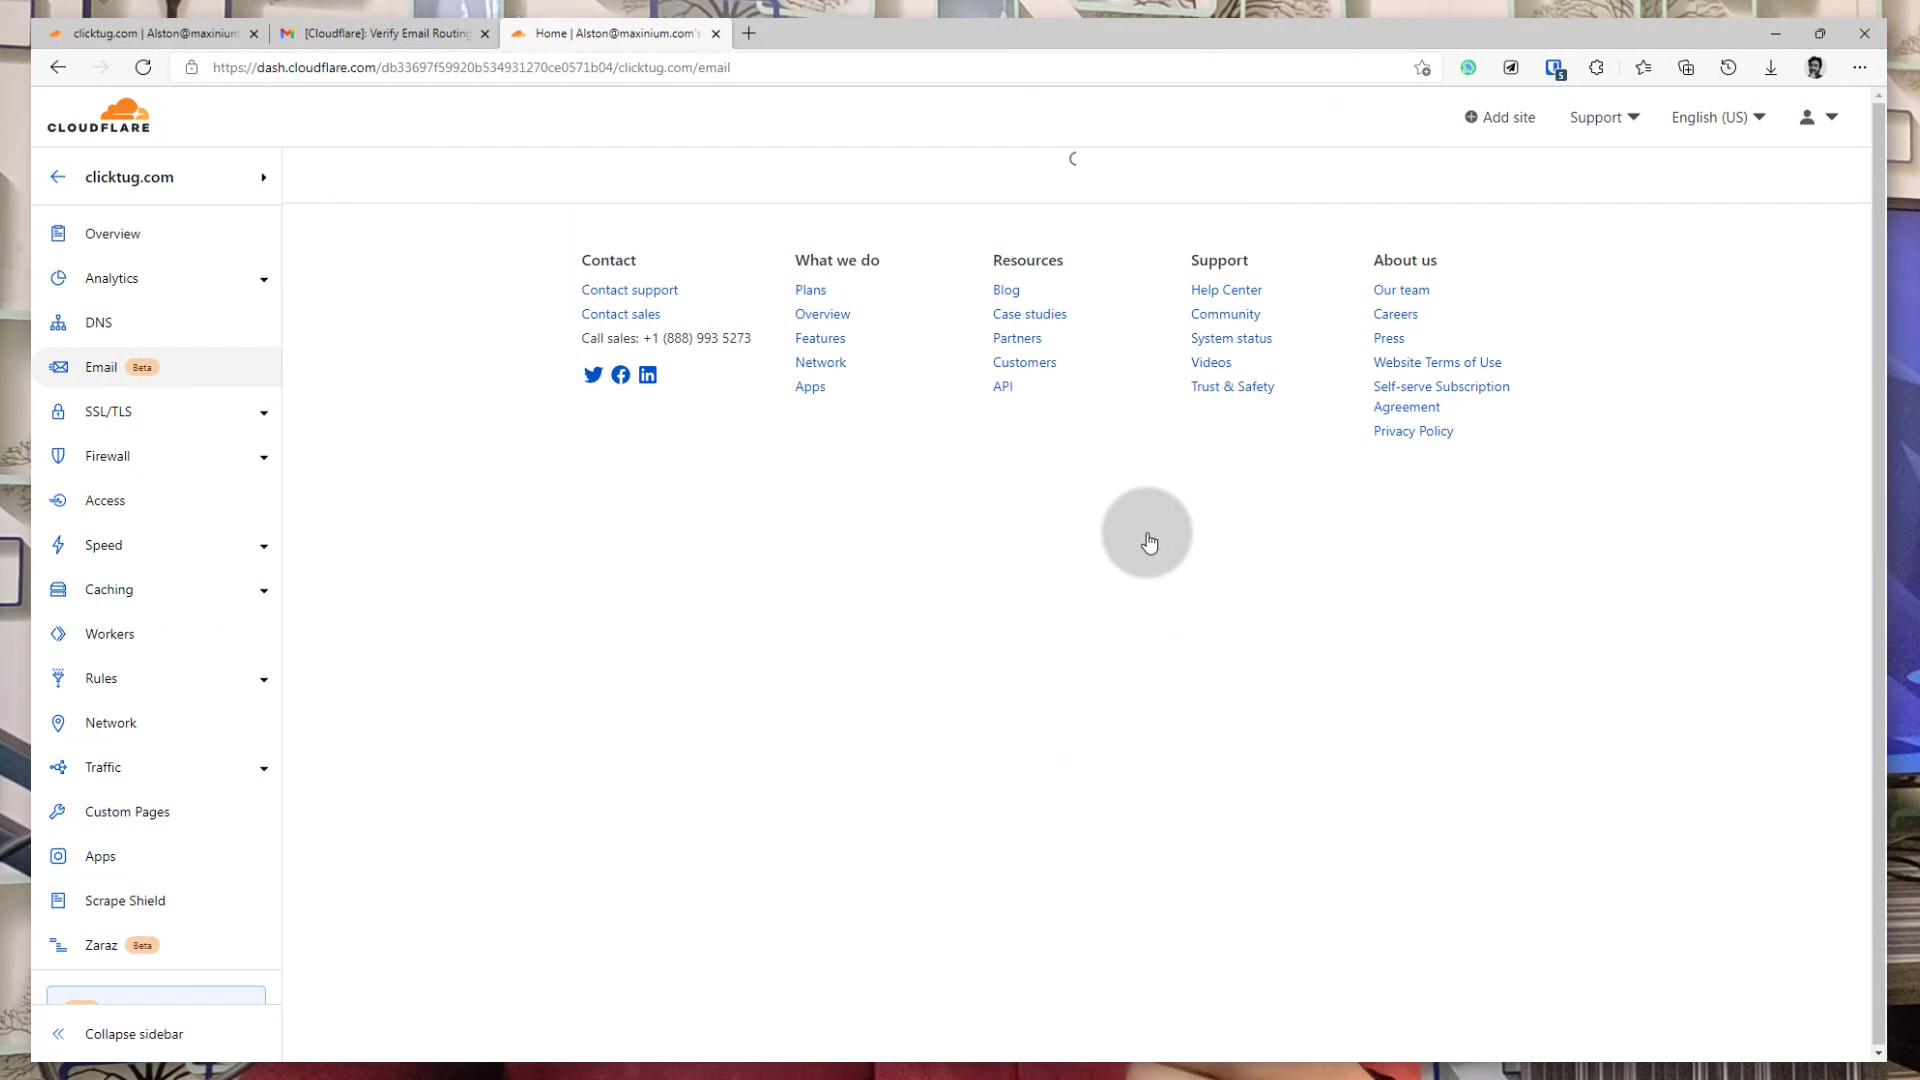 clicktug.com | Alston@maxinium
[Cloudflare]: Verify Email Routing
Home | Alston@maxinium.com's
https://dash.cloudflare.com/db33697f59920b534931270ce0571b04/clicktug.com/email
5
CLOUDFLARE
Add site
Support
English (US)
clicktug.com
Overview
Analytics
DNS
Email Beta
SSL/TLS
Firewall
Access
Speed
Caching
Workers
Rules
Network
Traffic
Custom Pages
Apps
Scrape Shield
Zaraz Beta
Collapse sidebar
Contact
Contact support
Contact sales
Call sales: +1 (888) 993 5273
What we do
Plans
Overview
Features
Network
Apps
Resources
Blog
Case studies
Partners
Customers
API
Support
Help Center
Community
System status
Videos
Trust & Safety
About us
Our team
Careers
Press
Website Terms of Use
Self-serve Subscription
Agreement
Privacy Policy